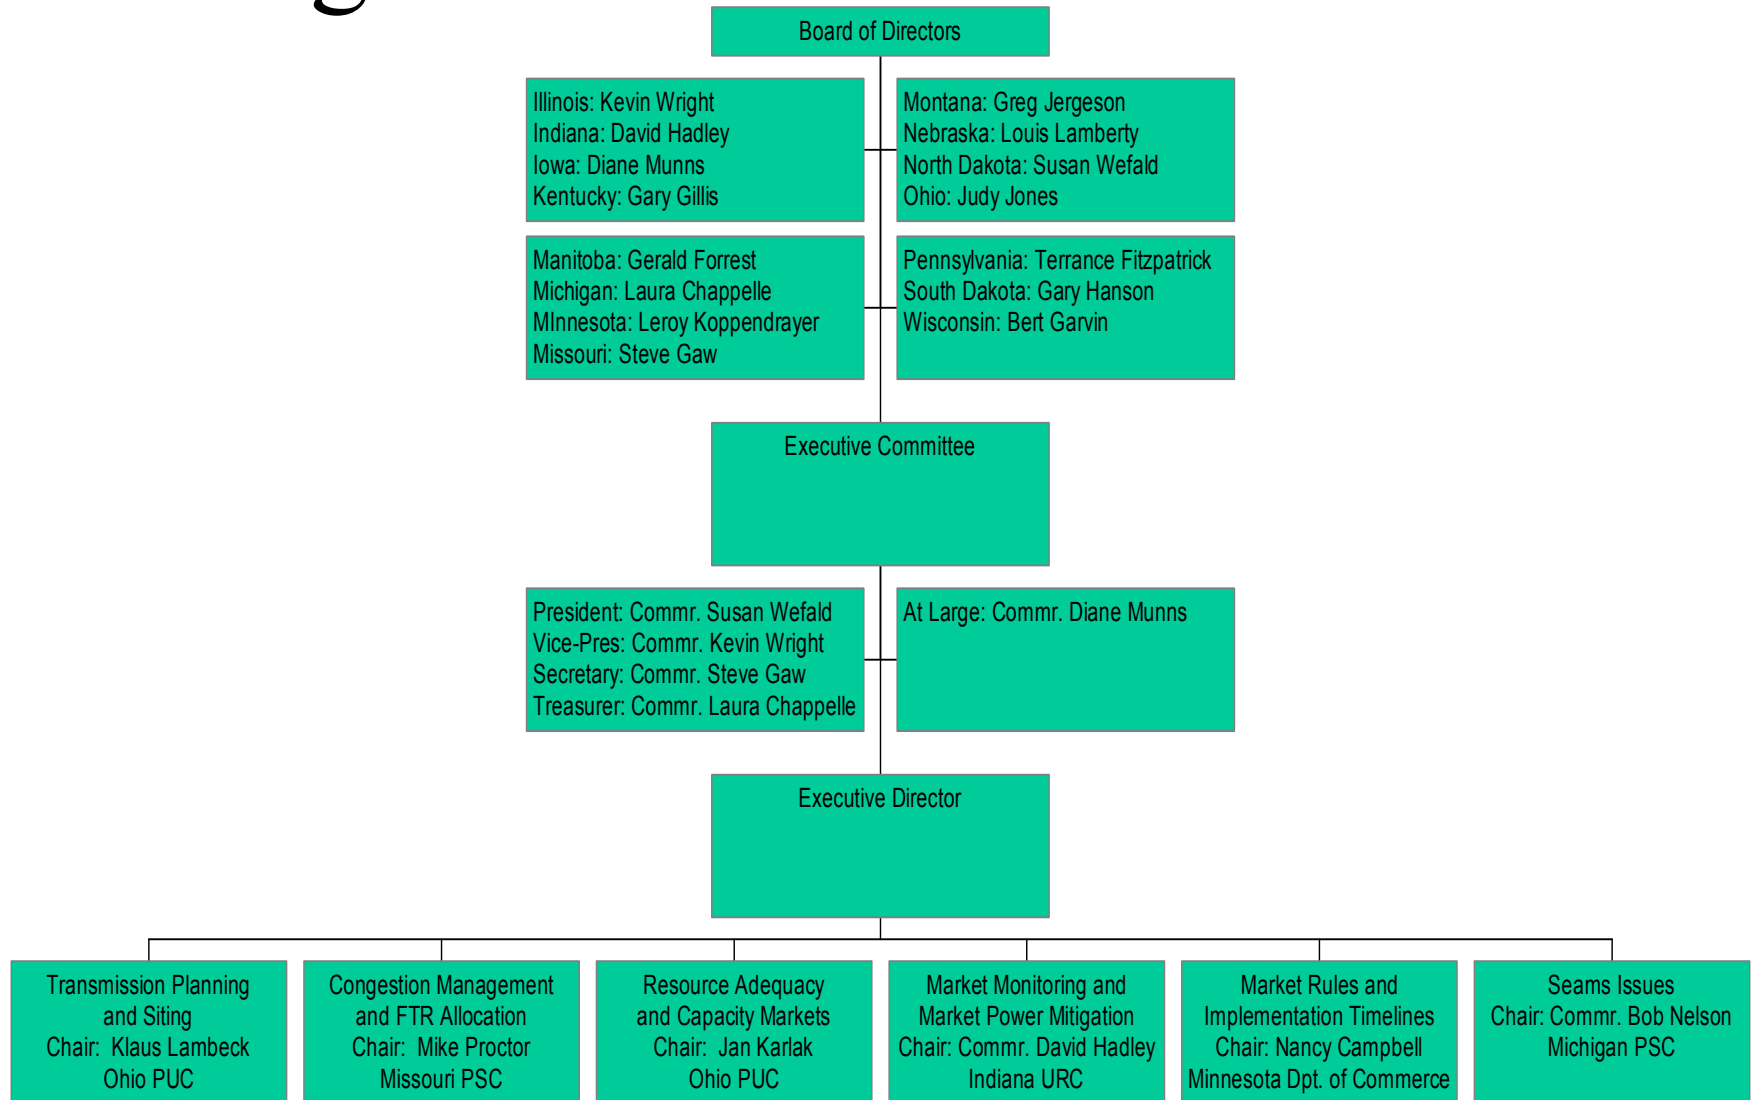 Board of Directors
Illinois: Kevin Wright
Indiana: David Hadley
Iowa: Diane Munns
Kentucky: Gary Gillis
Montana: Greg Jergeson
Nebraska: Louis Lamberty
North Dakota: Susan Wefald
Ohio: Judy Jones
Manitoba: Gerald Forrest
Michigan: Laura Chappelle
MInnesota: Leroy Koppendrayer
Missouri: Steve Gaw
Pennsylvania: Terrance Fitzpatrick
South Dakota: Gary Hanson
Wisconsin: Bert Garvin
Executive Committee
President: Commr. Susan Wefald
Vice-Pres: Commr. Kevin Wright
Secretary: Commr. Steve Gaw
Treasurer: Commr. Laura Chappelle
At Large: Commr. Diane Munns
Executive Director
Transmission Planning
and Siting
Chair:  Klaus Lambeck
Ohio PUC
Congestion Management
and FTR Allocation
Chair:  Mike Proctor
Missouri PSC
Resource Adequacy
and Capacity Markets
Chair:  Jan Karlak
Ohio PUC
Market Monitoring and
Market Power Mitigation
Chair: Commr. David Hadley
Indiana URC
Market Rules and
Implementation Timelines
Chair: Nancy Campbell
Minnesota Dpt. of Commerce
Seams Issues
Chair: Commr. Bob Nelson
Michigan PSC